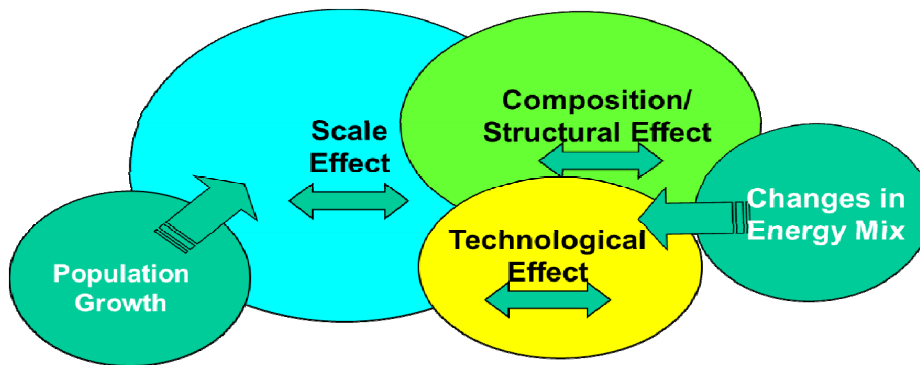 Scale
Effect
Composition/
Structural Effect
Population
Growth
Technological
Effect
Changes in
Energy Mix